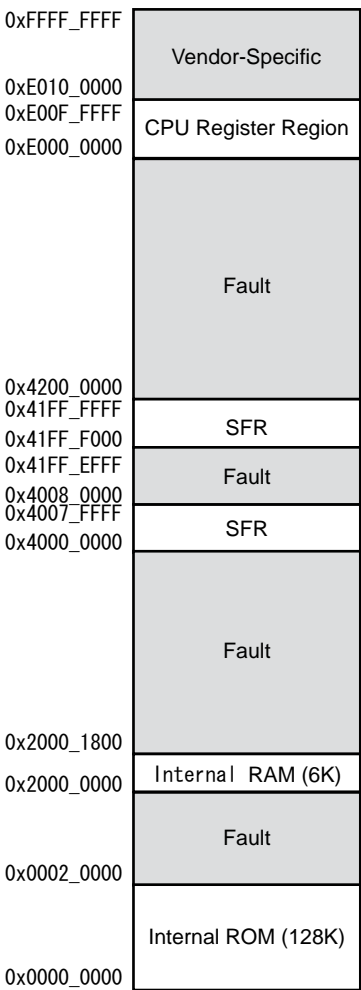 0xFFFF_FFFF
Vendor-Specific
0xE010_0000
0xE00F_FFFF
CPU Register Region
0xE000_0000
Fault
0x4200_0000
0x41FF_FFFF
SFR
0x41FF_F000
0x41FF_EFFF
Fault
0x4008_0000
0x4007_FFFF
SFR
0x4000_0000
Fault
0x2000_1800
Internal RAM (6K)
0x2000_0000
Fault
0x0002_0000
Internal ROM (128K)
0x0000_0000